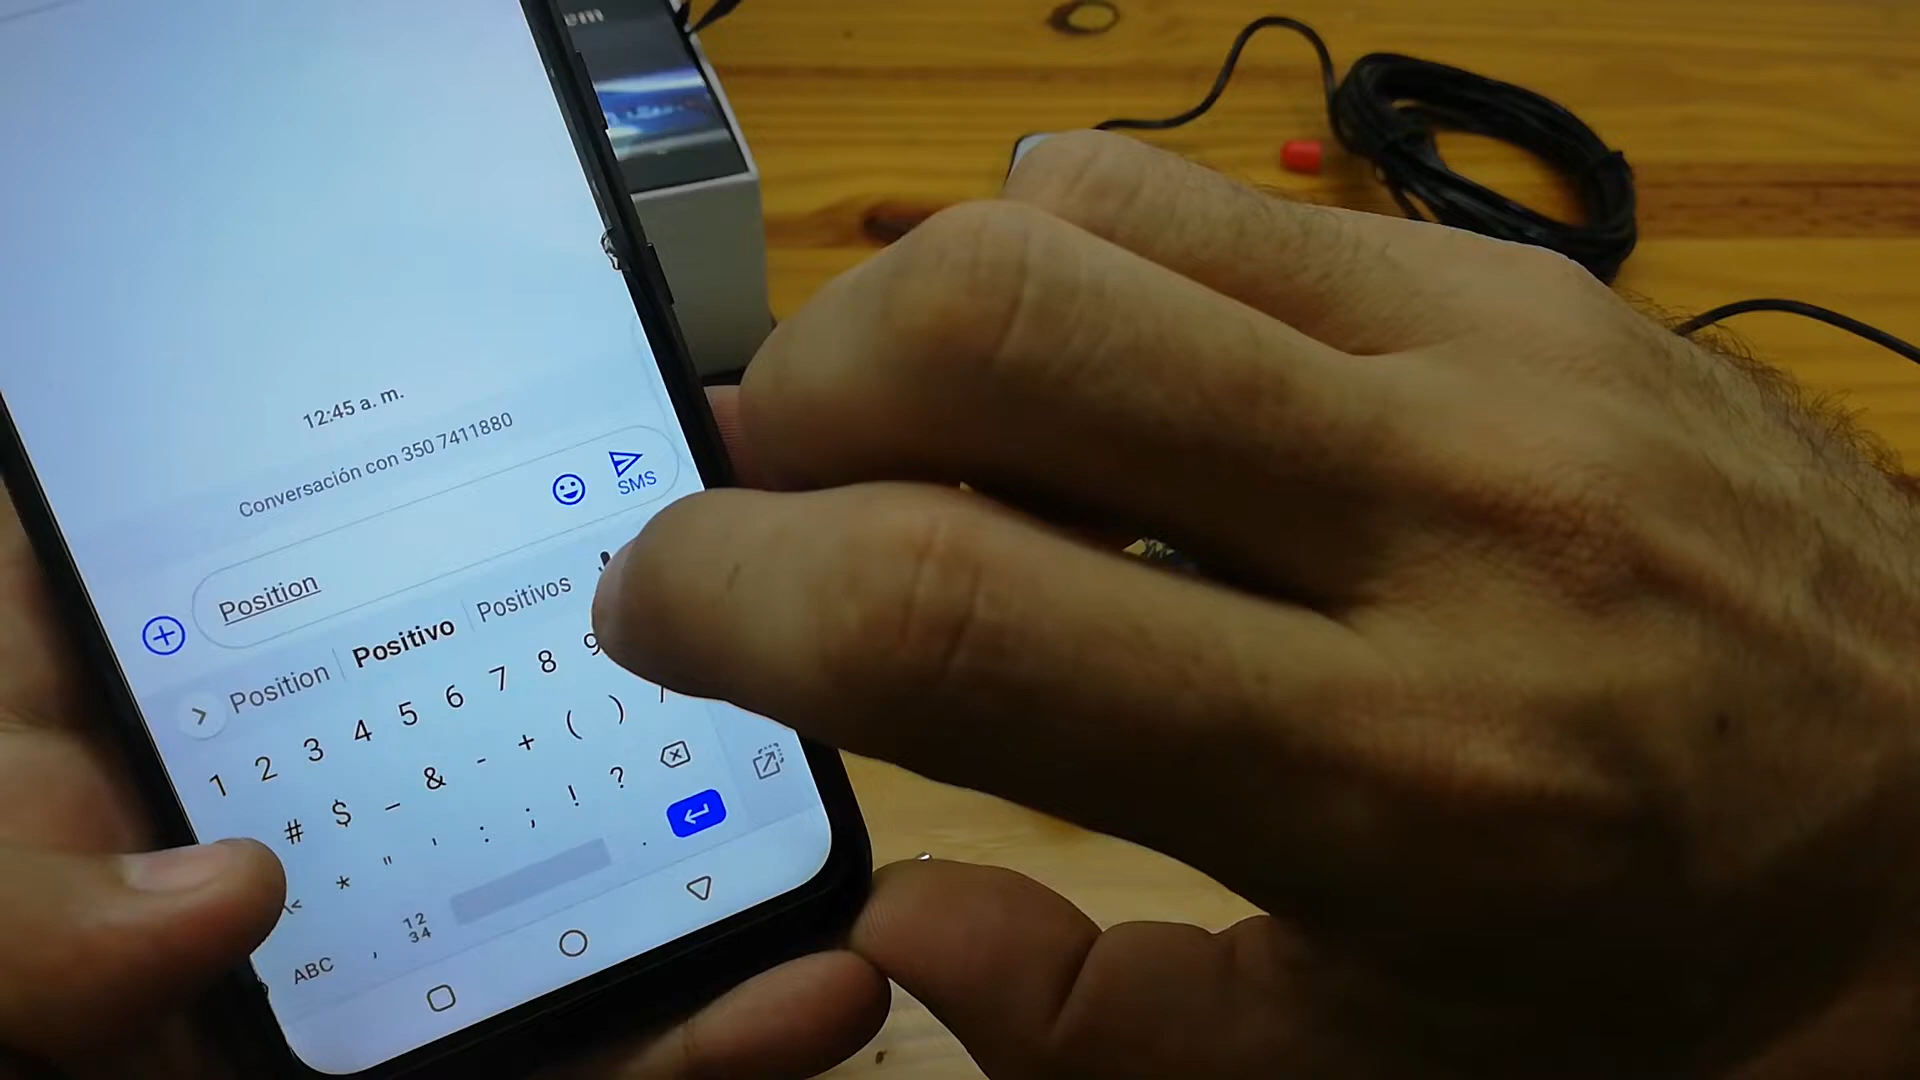 em
12:45 a. m.
Conversación con 350 7411880
SMS
Position
Position Positivo Positivos
1 2 3 4 5 6 7 8 9
# $ _ & - + ( ) /
* " ' : ; ! ?
ABC , 12 34 .